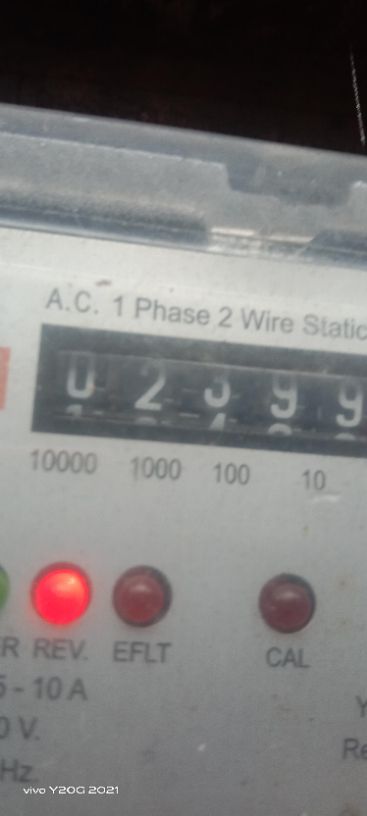 A.C. 1 Phase 2 Wire Static
0 2 3 9 9
10000 1000 100 10
REV. EFLT CAL
5 - 10 A
0 V.
Hz.
vivo Y20G 2021